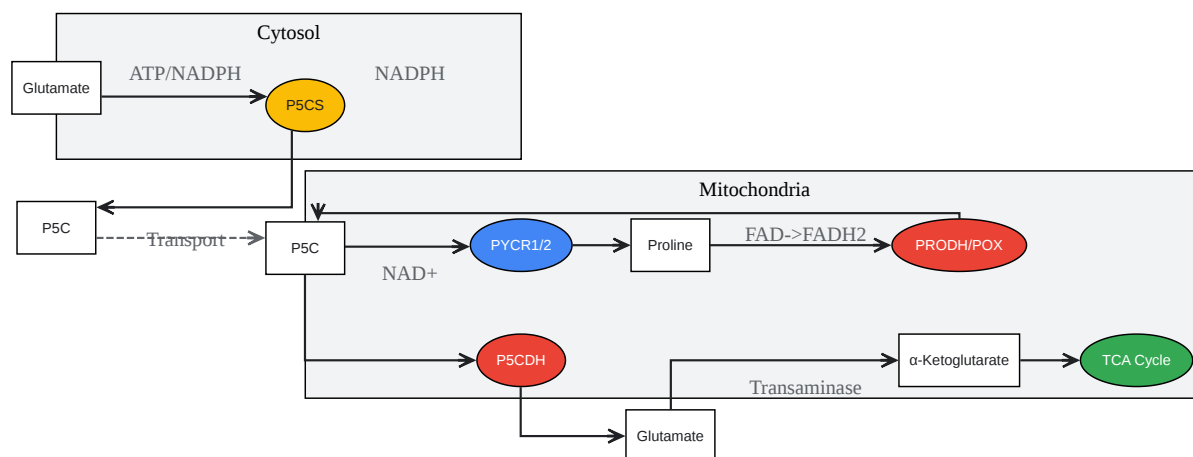 Cytosol
Glutamate
ATP/NADPH
NADPH
P5CS
Mitochondria
P5C
Transport
P5C
NAD+
PYCR1/2
Proline
FAD->FADH2
PRODH/POX
P5CDH
Glutamate
Transaminase
α-Ketoglutarate
TCA Cycle